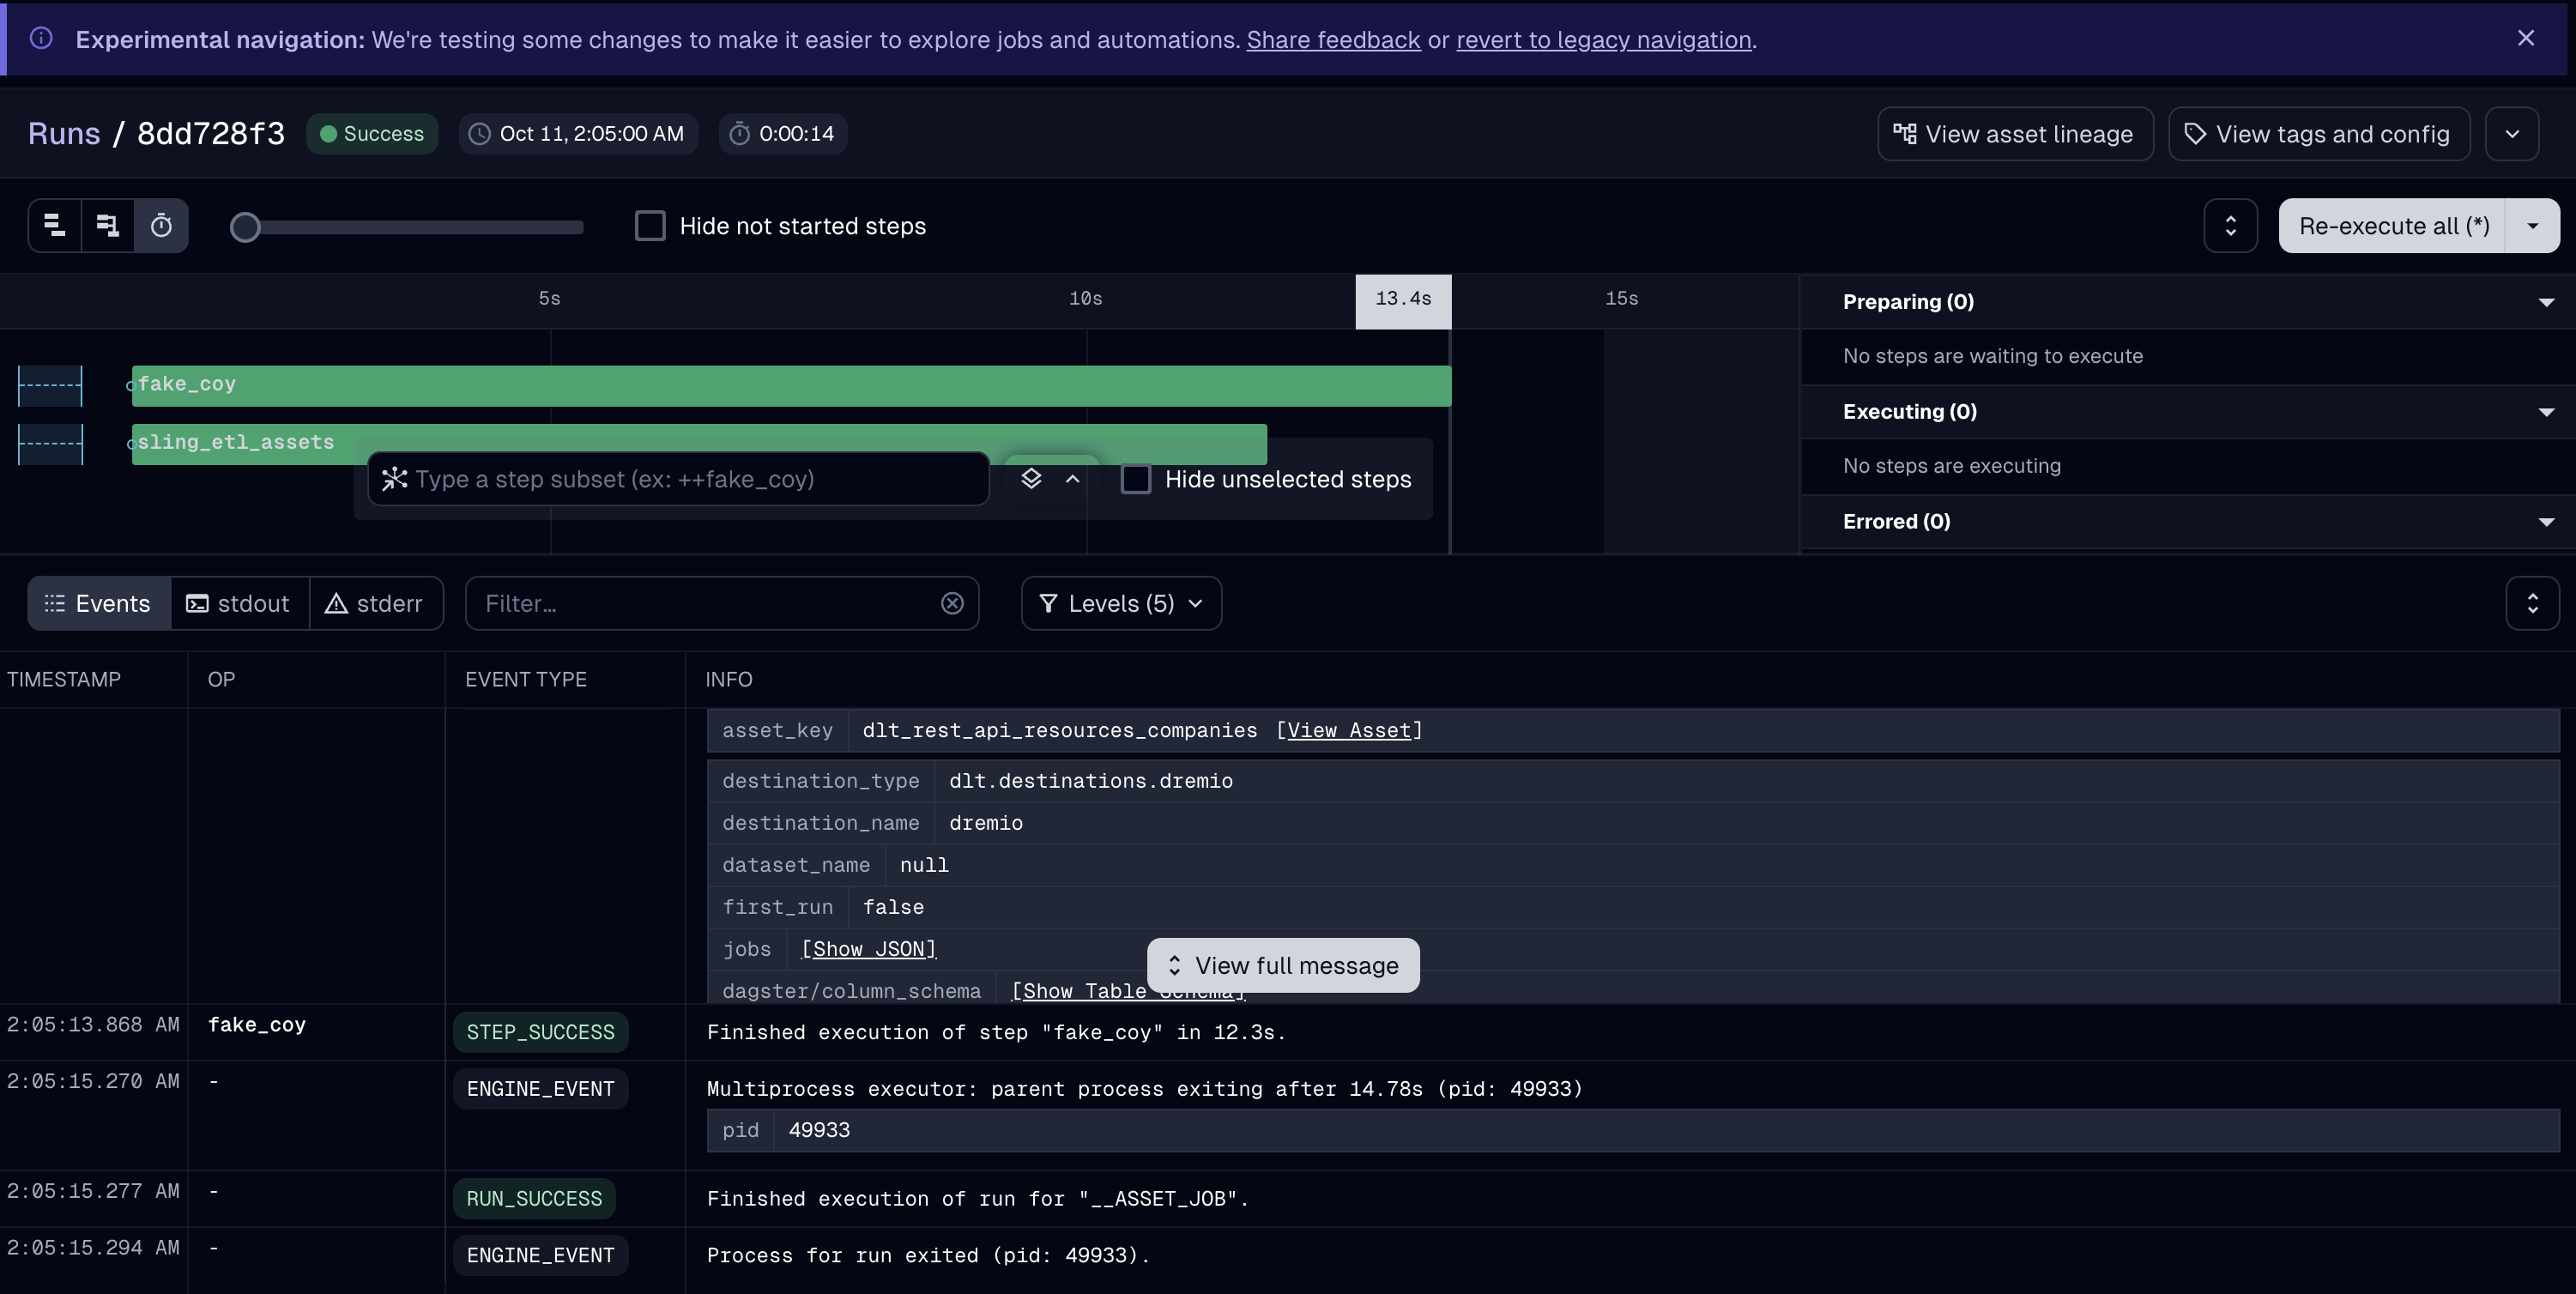 Experimental navigation: We're testing some changes to make it easier to explore jobs and automations. Share feedback or revert to legacy navigation.
Runs / 8dd728f3 Success Oct 11, 2:05:00 AM 0:00:14 View asset lineage View tags and config
Hide not started steps Re-execute all (*)
5s 10s 13.4s 15s
Preparing (0)
No steps are waiting to execute
fake_coy
Executing (0)
sling_etl_assets
No steps are executing
Type a step subset (ex: ++fake_coy) Hide unselected steps
Errored (0)
Events stdout stderr Filter... Levels (5)
TIMESTAMP OP EVENT TYPE INFO
asset_key dlt_rest_api_resources_companies [View Asset]
destination_type dlt.destinations.dremio
destination_name dremio
dataset_name null
first_run false
jobs [Show JSON]
View full message
dagster/column_schema [Show Table Schema]
2:05:13.868 AM fake_coy STEP_SUCCESS Finished execution of step "fake_coy" in 12.3s.
2:05:15.270 AM - ENGINE_EVENT Multiprocess executor: parent process exiting after 14.78s (pid: 49933)
pid 49933
2:05:15.277 AM - RUN_SUCCESS Finished execution of run for "__ASSET_JOB".
2:05:15.294 AM - ENGINE_EVENT Process for run exited (pid: 49933).